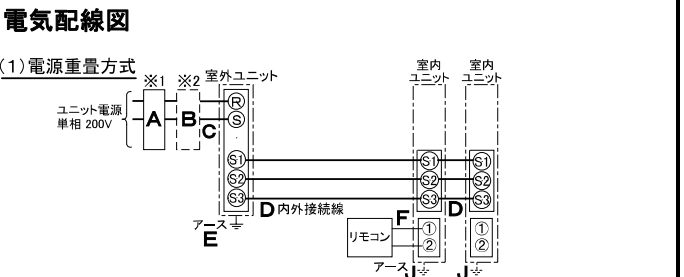 電気配線図
(1)電源重畳方式
※1 ※2 室外ユニット 室内ユニット 室内ユニット
ユニット電源
単相 200V
A B C
R
S
S1 S1 S1
S2 S2 S2
S3 S3 S3
D 内外接続線 F D
アース
E
リモコン
① ①
② ②
アース J J